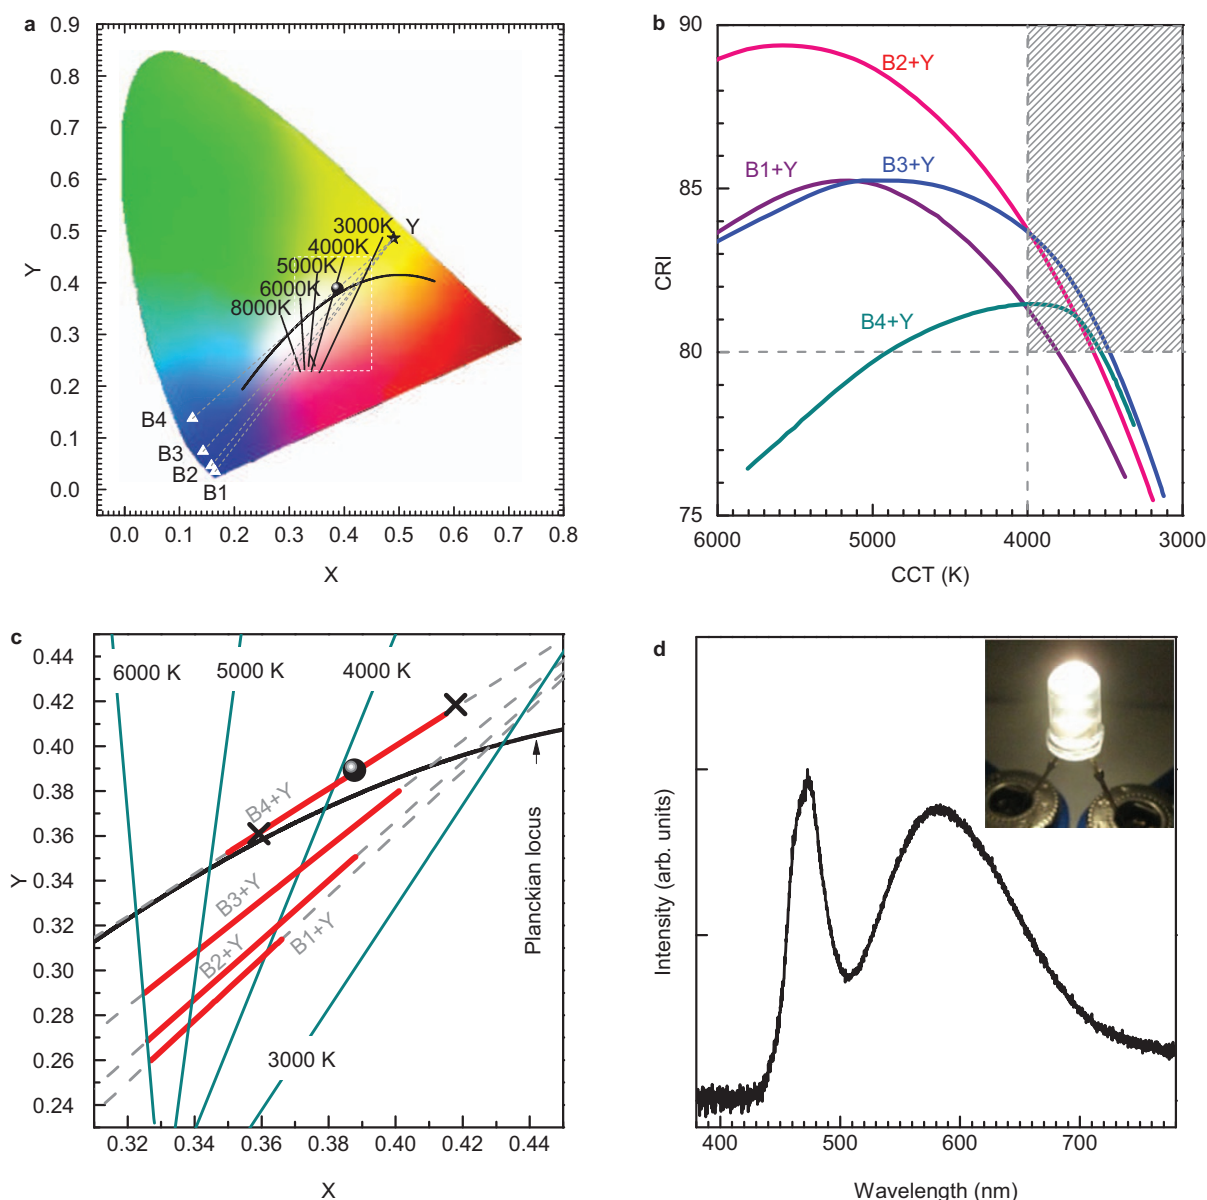 a
0.9
0.8
0.7
0.6
0.5
0.4
0.3
0.2
0.1
0.0
Y
0.0 0.1 0.2 0.3 0.4 0.5 0.6 0.7 0.8
X
3000K Y
4000K
5000K
6000K
8000K
B4
B3
B2
B1
b
90
85
80
75
CRI
6000 5000 4000 3000
CCT (K)
B2+Y
B1+Y
B3+Y
B4+Y
c
0.44
0.42
0.40
0.38
0.36
0.34
0.32
0.30
0.28
0.26
0.24
Y
0.32 0.34 0.36 0.38 0.40 0.42 0.44
X
6000 K
5000 K
4000 K
3000 K
B4+Y
B3+Y
B2+Y
B1+Y
Planckian locus
d
Intensity (arb. units)
400 500 600 700
Wavelength (nm)